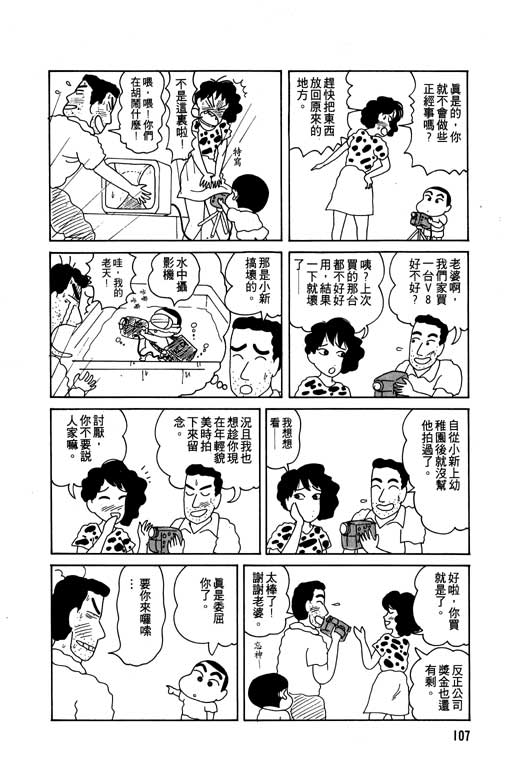 真是的，你
就不會做些
正經事嗎？
趕快把東西
放回原來的
地方。
不是這裏啦！
特寫
喂，喂！你們
在胡鬧什麼！
老婆啊，
我們家買
一台V8
好不好？
咦？上次
買的那台
都不好好
用，結果
一下就壞
了——
那是小新
搞壞的。
水中攝
影機
哇，我的
老天！
自從小新上幼
稚園後就沒幫
他拍過了。
我想想
看——
況且我也
想趁你現
在年輕貌
美時拍
下來留
念。
討厭，
你不要說
人家嘛。
好啦，你買
就是了。
反正公司
獎金也還
有剩。
太棒了！
謝謝老婆。
忘神——
真是委屈
你了。
要你來囉嗦
…
107